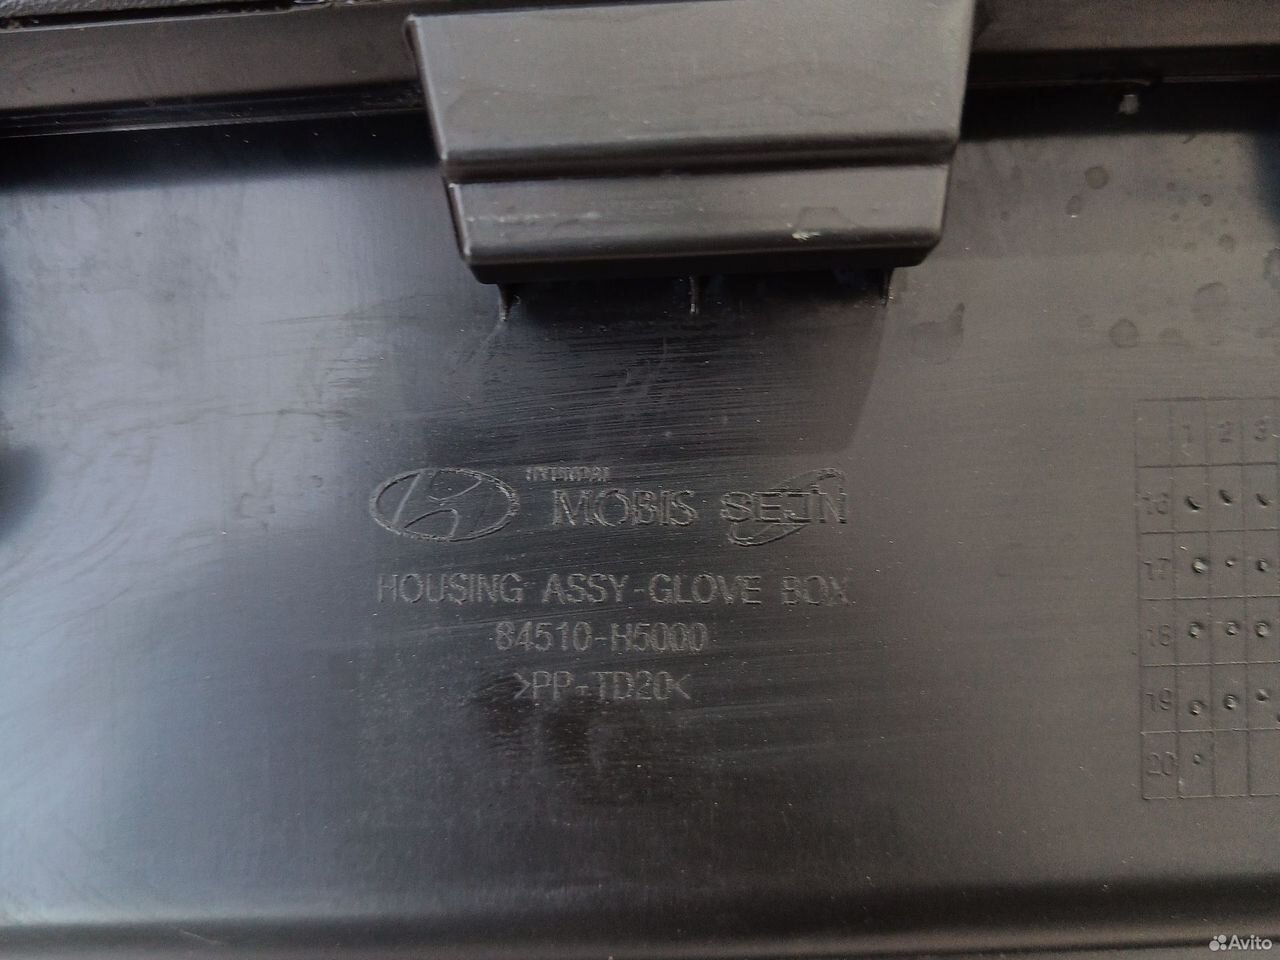 HYUNDAI
MOBIS SEJIN
HOUSING ASSY-GLOVE BOX
84510-H5000
>PP-TD20<
1 2 3
16
17
18
19
20
Avito